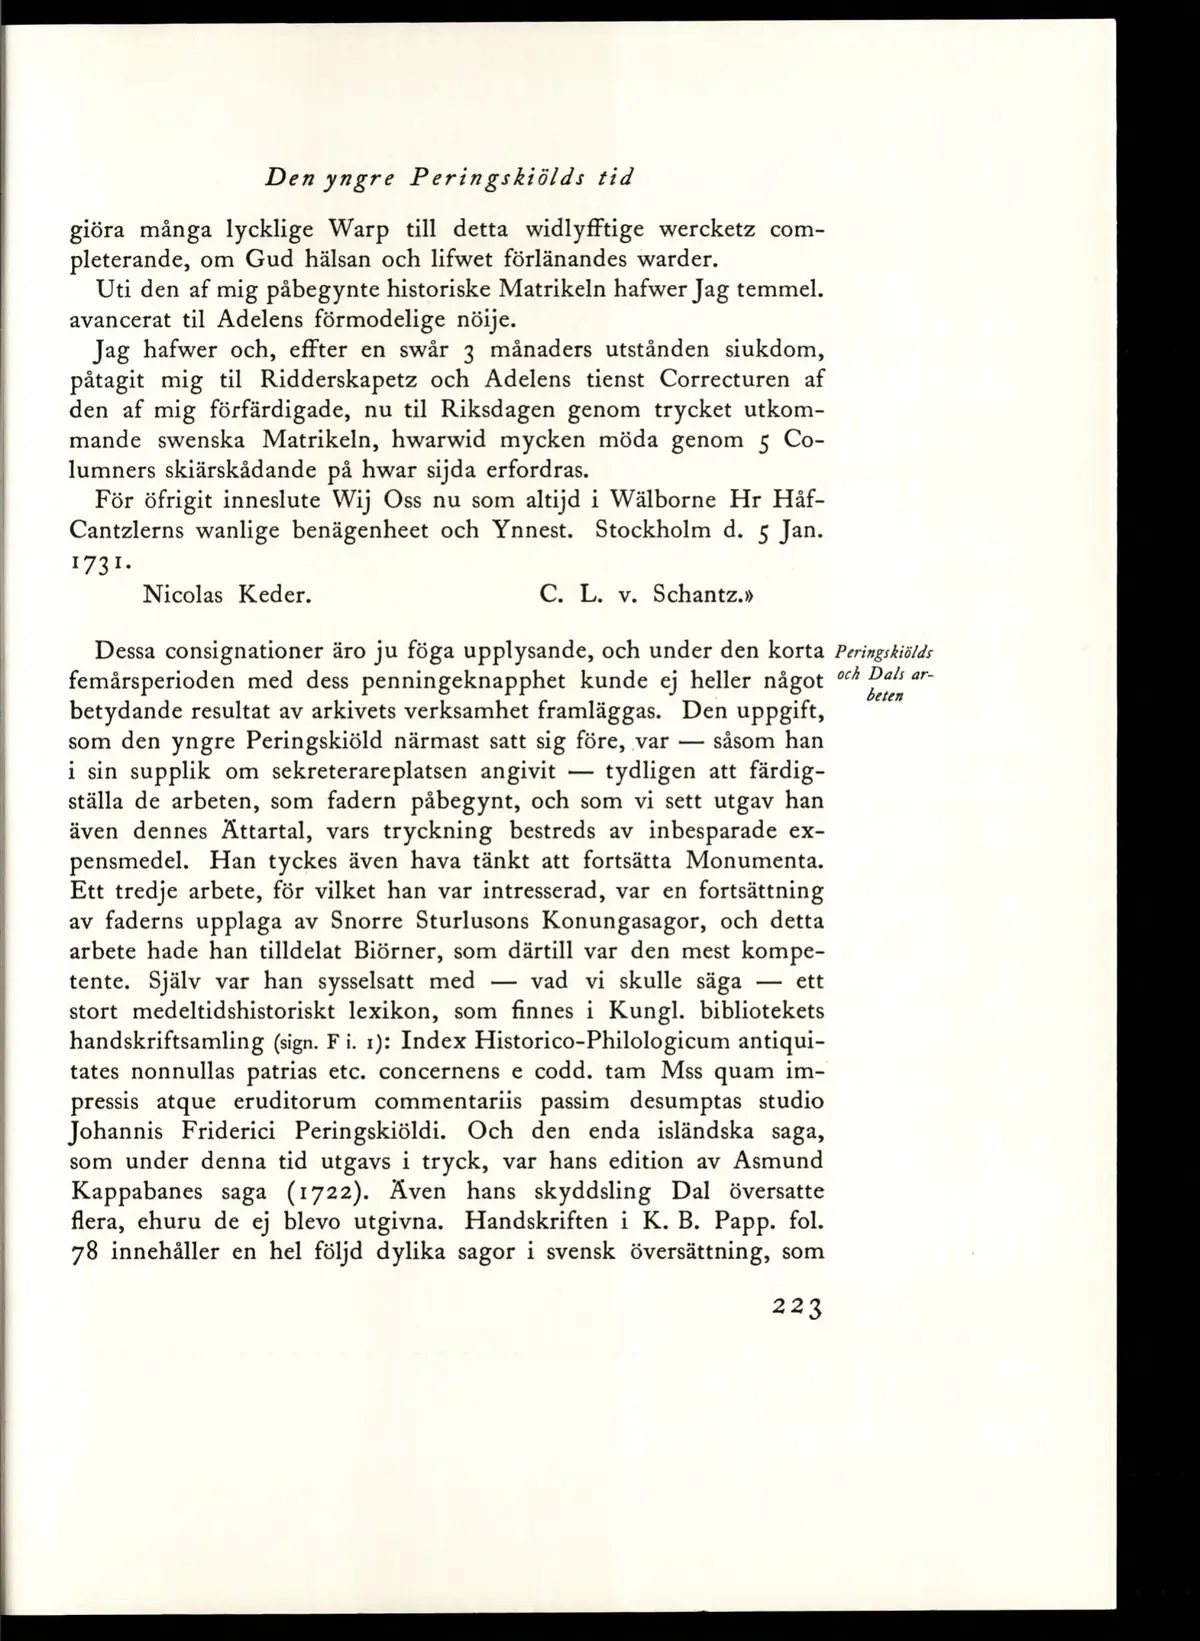 Den yngre Peringskiölds tid
giöra många lycklige Warp till detta widlyfftige wercketz com-
pleterande, om Gud hälsan och lifwet förlänandes warder.
Uti den af mig påbegynte historiske Matrikeln hafwer Jag temmel.
avancerat til Adelens förmodelige nöije.
Jag hafwer och, effter en swår 3 månaders utstånden siukdom,
påtagit mig til Ridderskapetz och Adelens tienst Correcturen af
den af mig förfärdigade, nu til Riksdagen genom trycket utkom-
mande swenska Matrikeln, hwarwid mycken möda genom 5 Co-
lumners skiärskådande på hwar sijda erfordras.
För öfrigit inneslute Wij Oss nu som altijd i Wälborne Hr Håf-
Cantzlerns wanlige benägenheet och Ynnest. Stockholm d. 5 Jan.
1731.
Nicolas Keder. C. L. v. Schantz.»
Dessa consignationer äro ju föga upplysande, och under den korta
femårsperioden med dess penningeknapphet kunde ej heller något
betydande resultat av arkivets verksamhet framläggas. Den uppgift,
som den yngre Peringskiöld närmast satt sig före, var — såsom han
i sin supplik om sekreterareplatsen angivit — tydligen att färdig-
ställa de arbeten, som fadern påbegynt, och som vi sett utgav han
även dennes Ättartal, vars tryckning bestreds av inbesparade ex-
pensmedel. Han tyckes även hava tänkt att fortsätta Monumenta.
Ett tredje arbete, för vilket han var intresserad, var en fortsättning
av faderns upplaga av Snorre Sturlusons Konungasagor, och detta
arbete hade han tilldelat Biörner, som därtill var den mest kompe-
tente. Själv var han sysselsatt med — vad vi skulle säga — ett
stort medeltidshistoriskt lexikon, som finnes i Kungl. bibliotekets
handskriftsamling (sign. F i. 1): Index Historico-Philologicum antiqui-
tates nonnullas patrias etc. concernens e codd. tam Mss quam im-
pressis atque eruditorum commentariis passim desumptas studio
Johannis Friderici Peringskiöldi. Och den enda isländska saga,
som under denna tid utgavs i tryck, var hans edition av Asmund
Kappabanes saga (1722). Även hans skyddsling Dal översatte
flera, ehuru de ej blevo utgivna. Handskriften i K. B. Papp. fol.
78 innehåller en hel följd dylika sagor i svensk översättning, som
Peringskiölds
och Dals ar-
beten
223